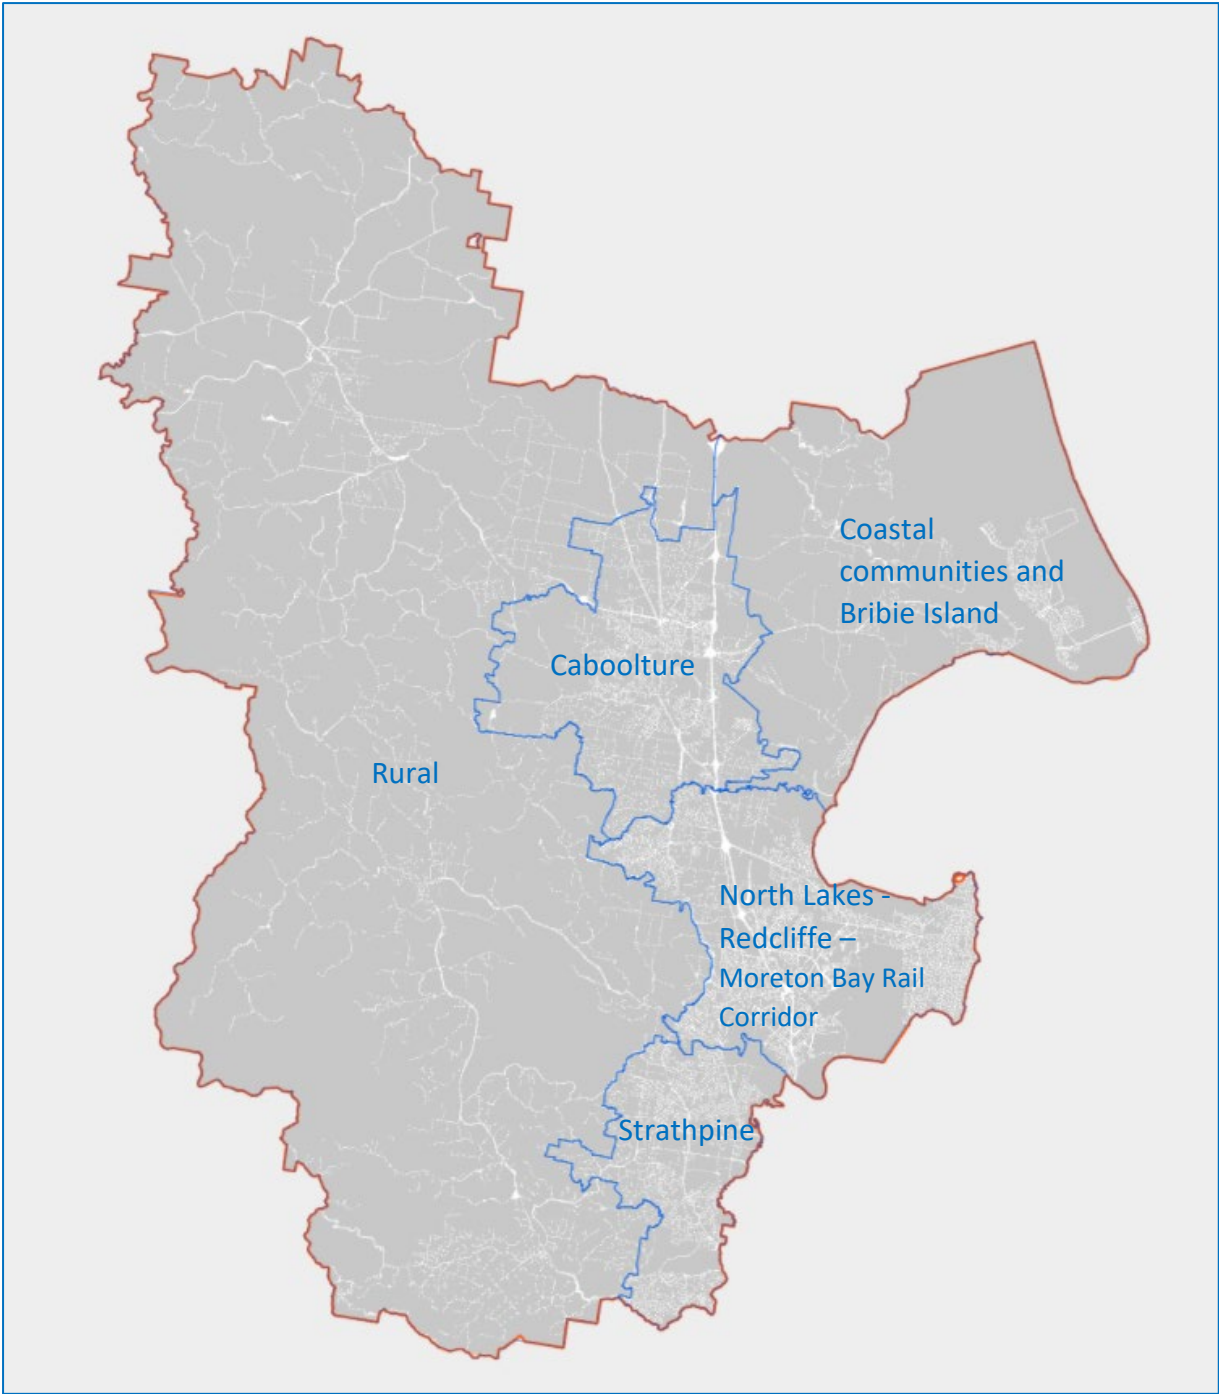 Coastal
communities and
Bribie Island
Caboolture
Rural
North Lakes -
Redcliffe –
Moreton Bay Rail
Corridor
Strathpine